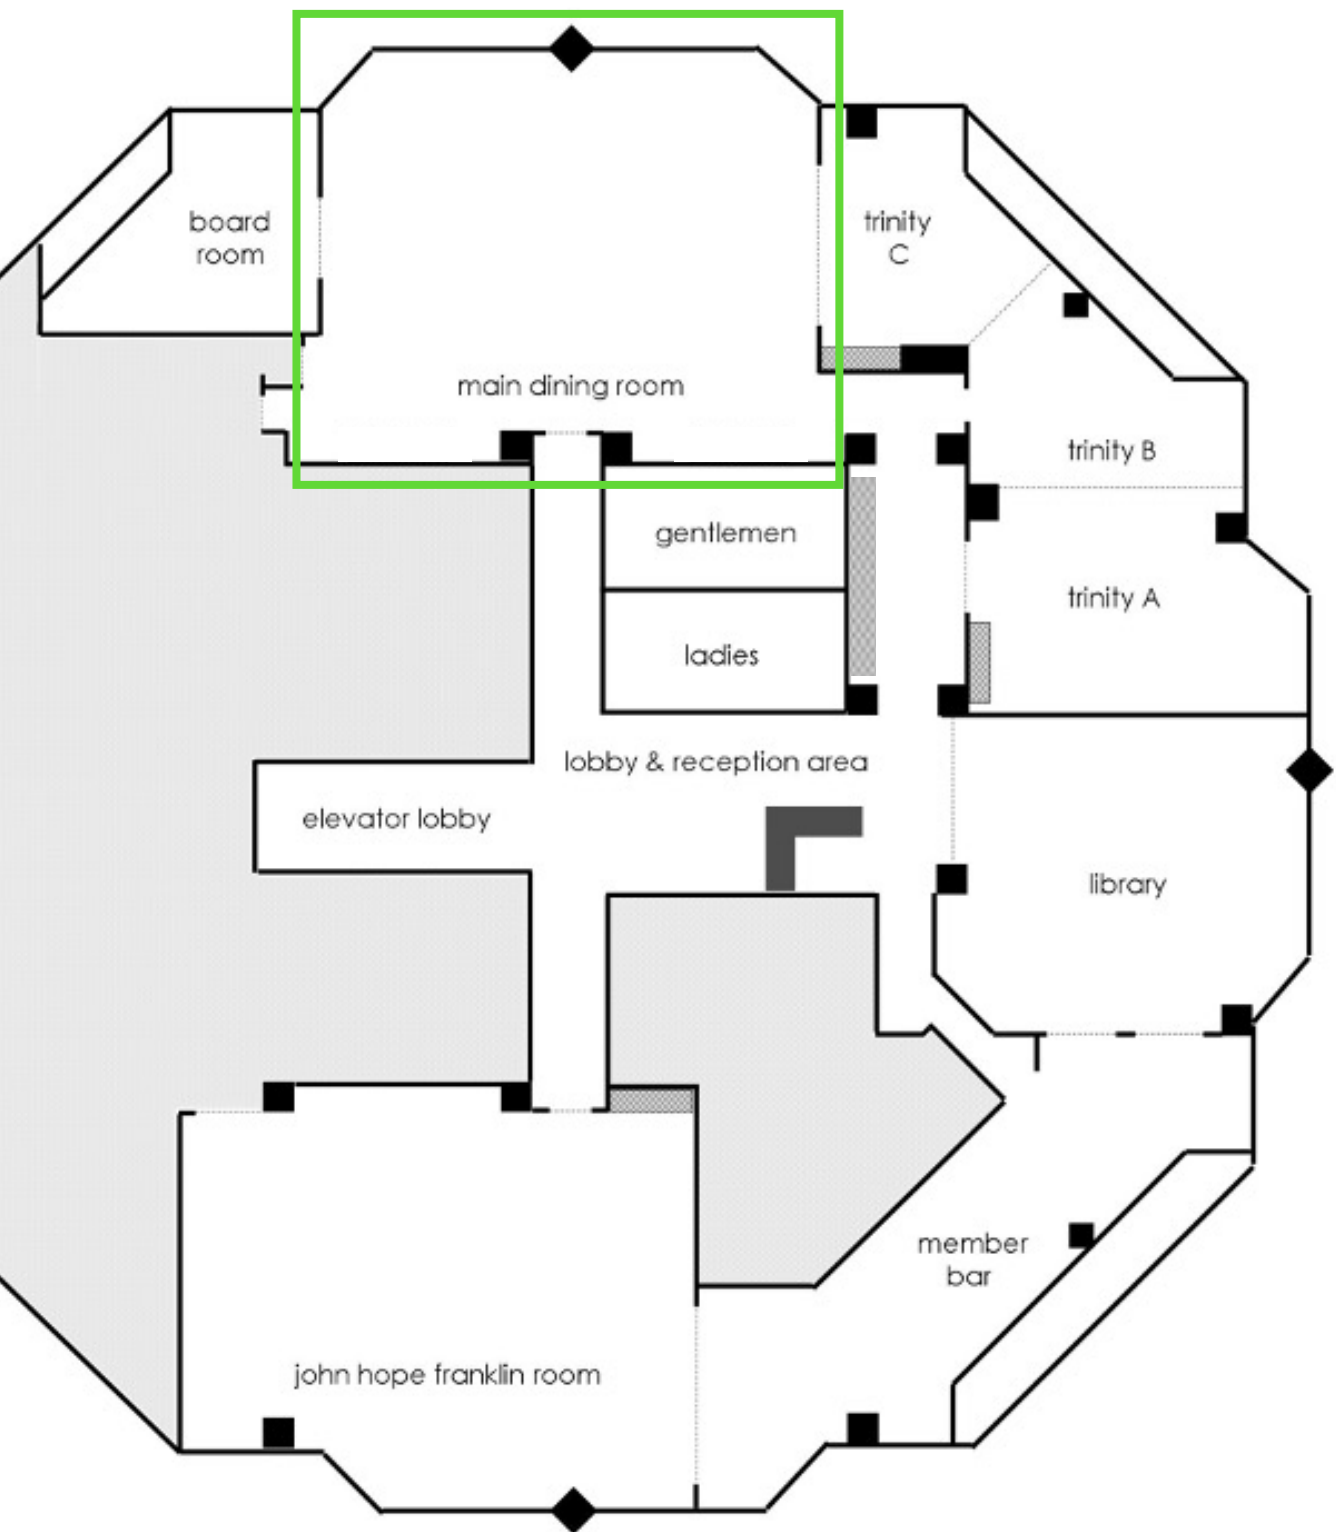 board
room
trinity
C
main dining room
trinity B
gentlemen
trinity A
ladies
lobby & reception area
elevator lobby
library
member
bar
john hope franklin room